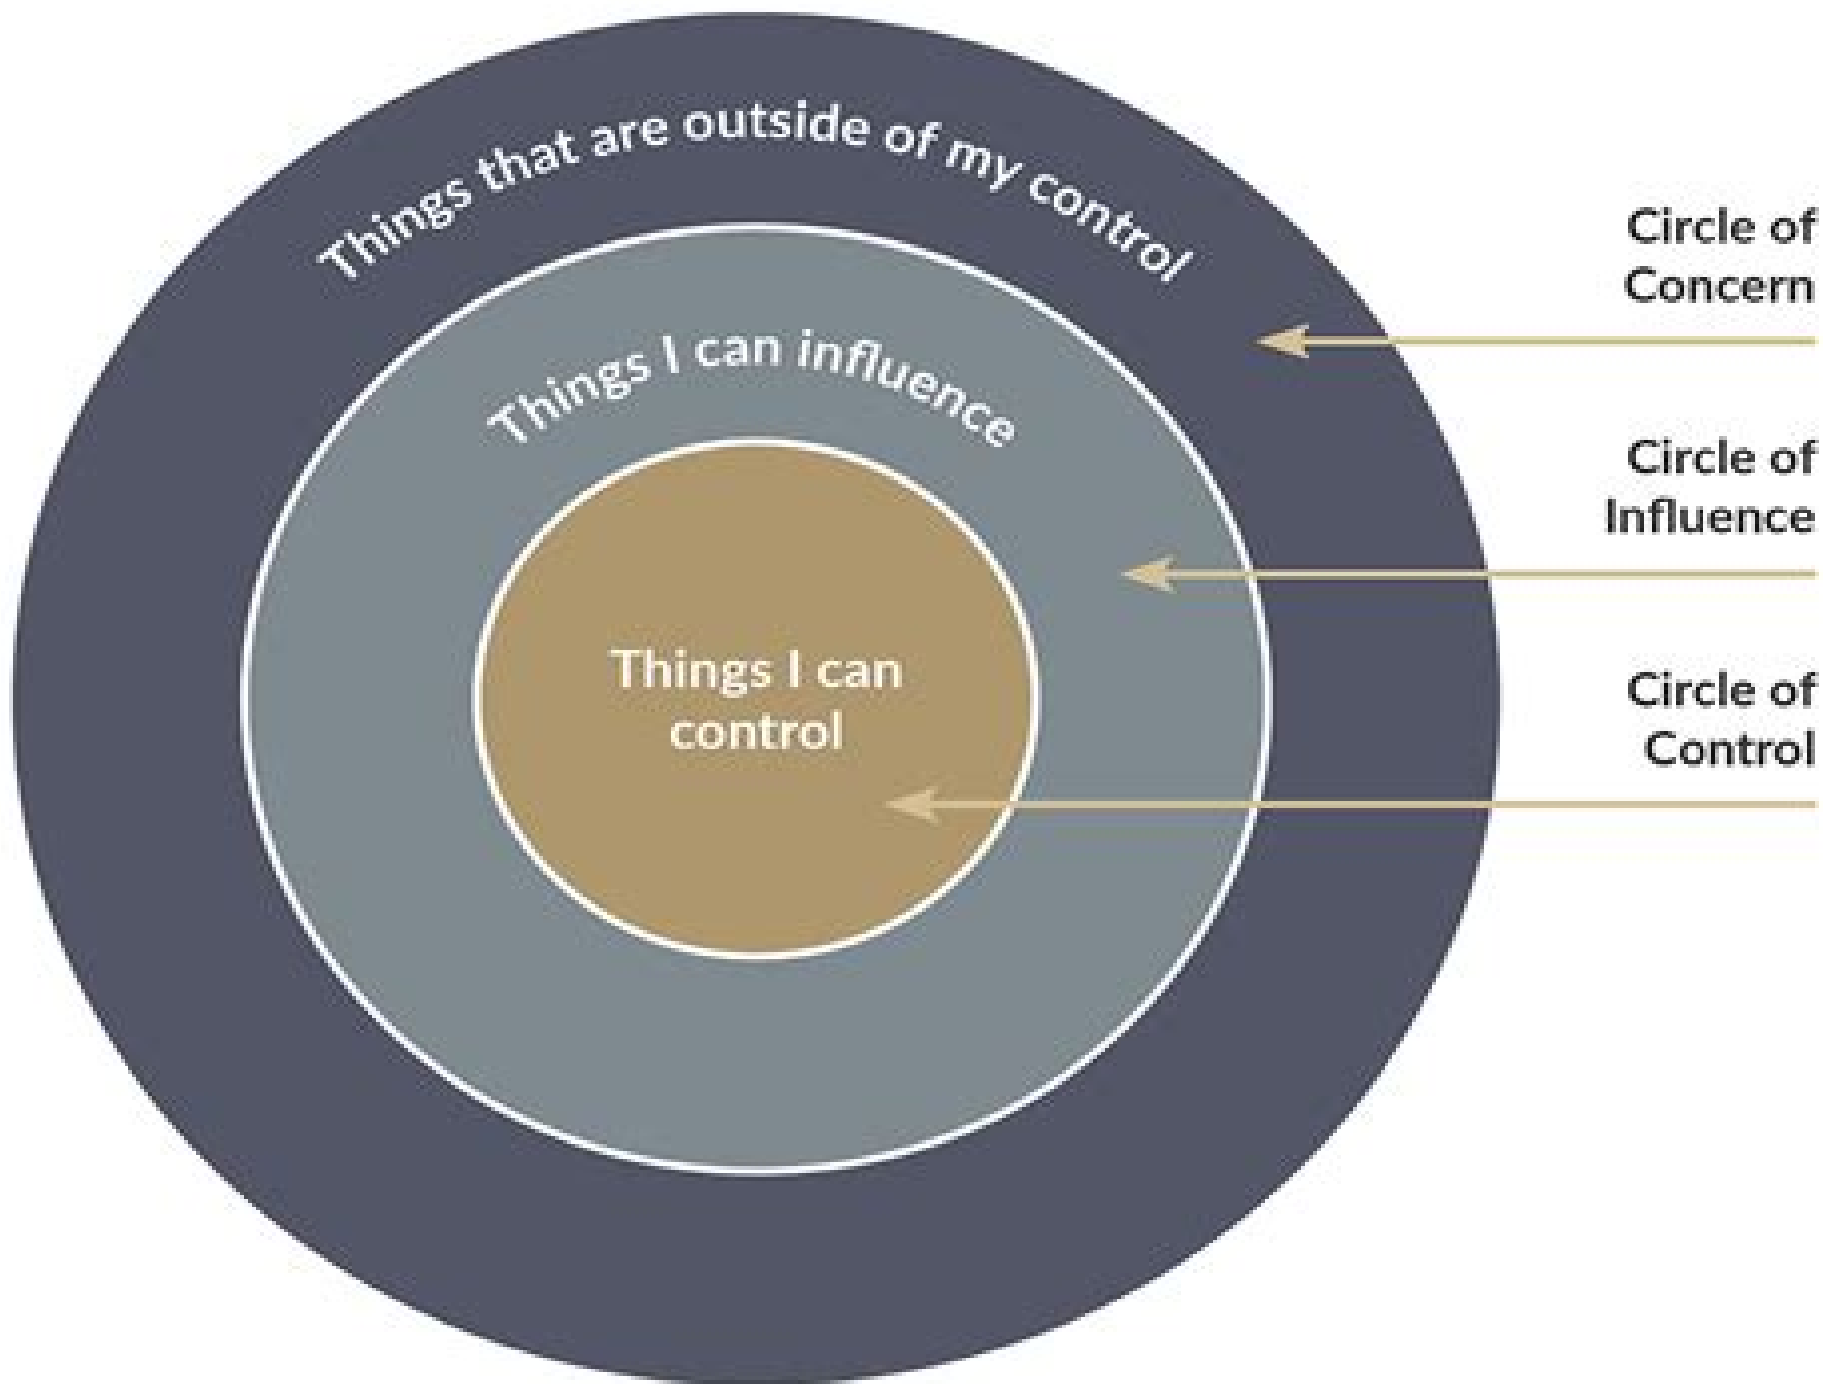 Things that are outside of my control
Things I can influence
Things I can
control
Circle of
Concern
Circle of
Influence
Circle of
Control